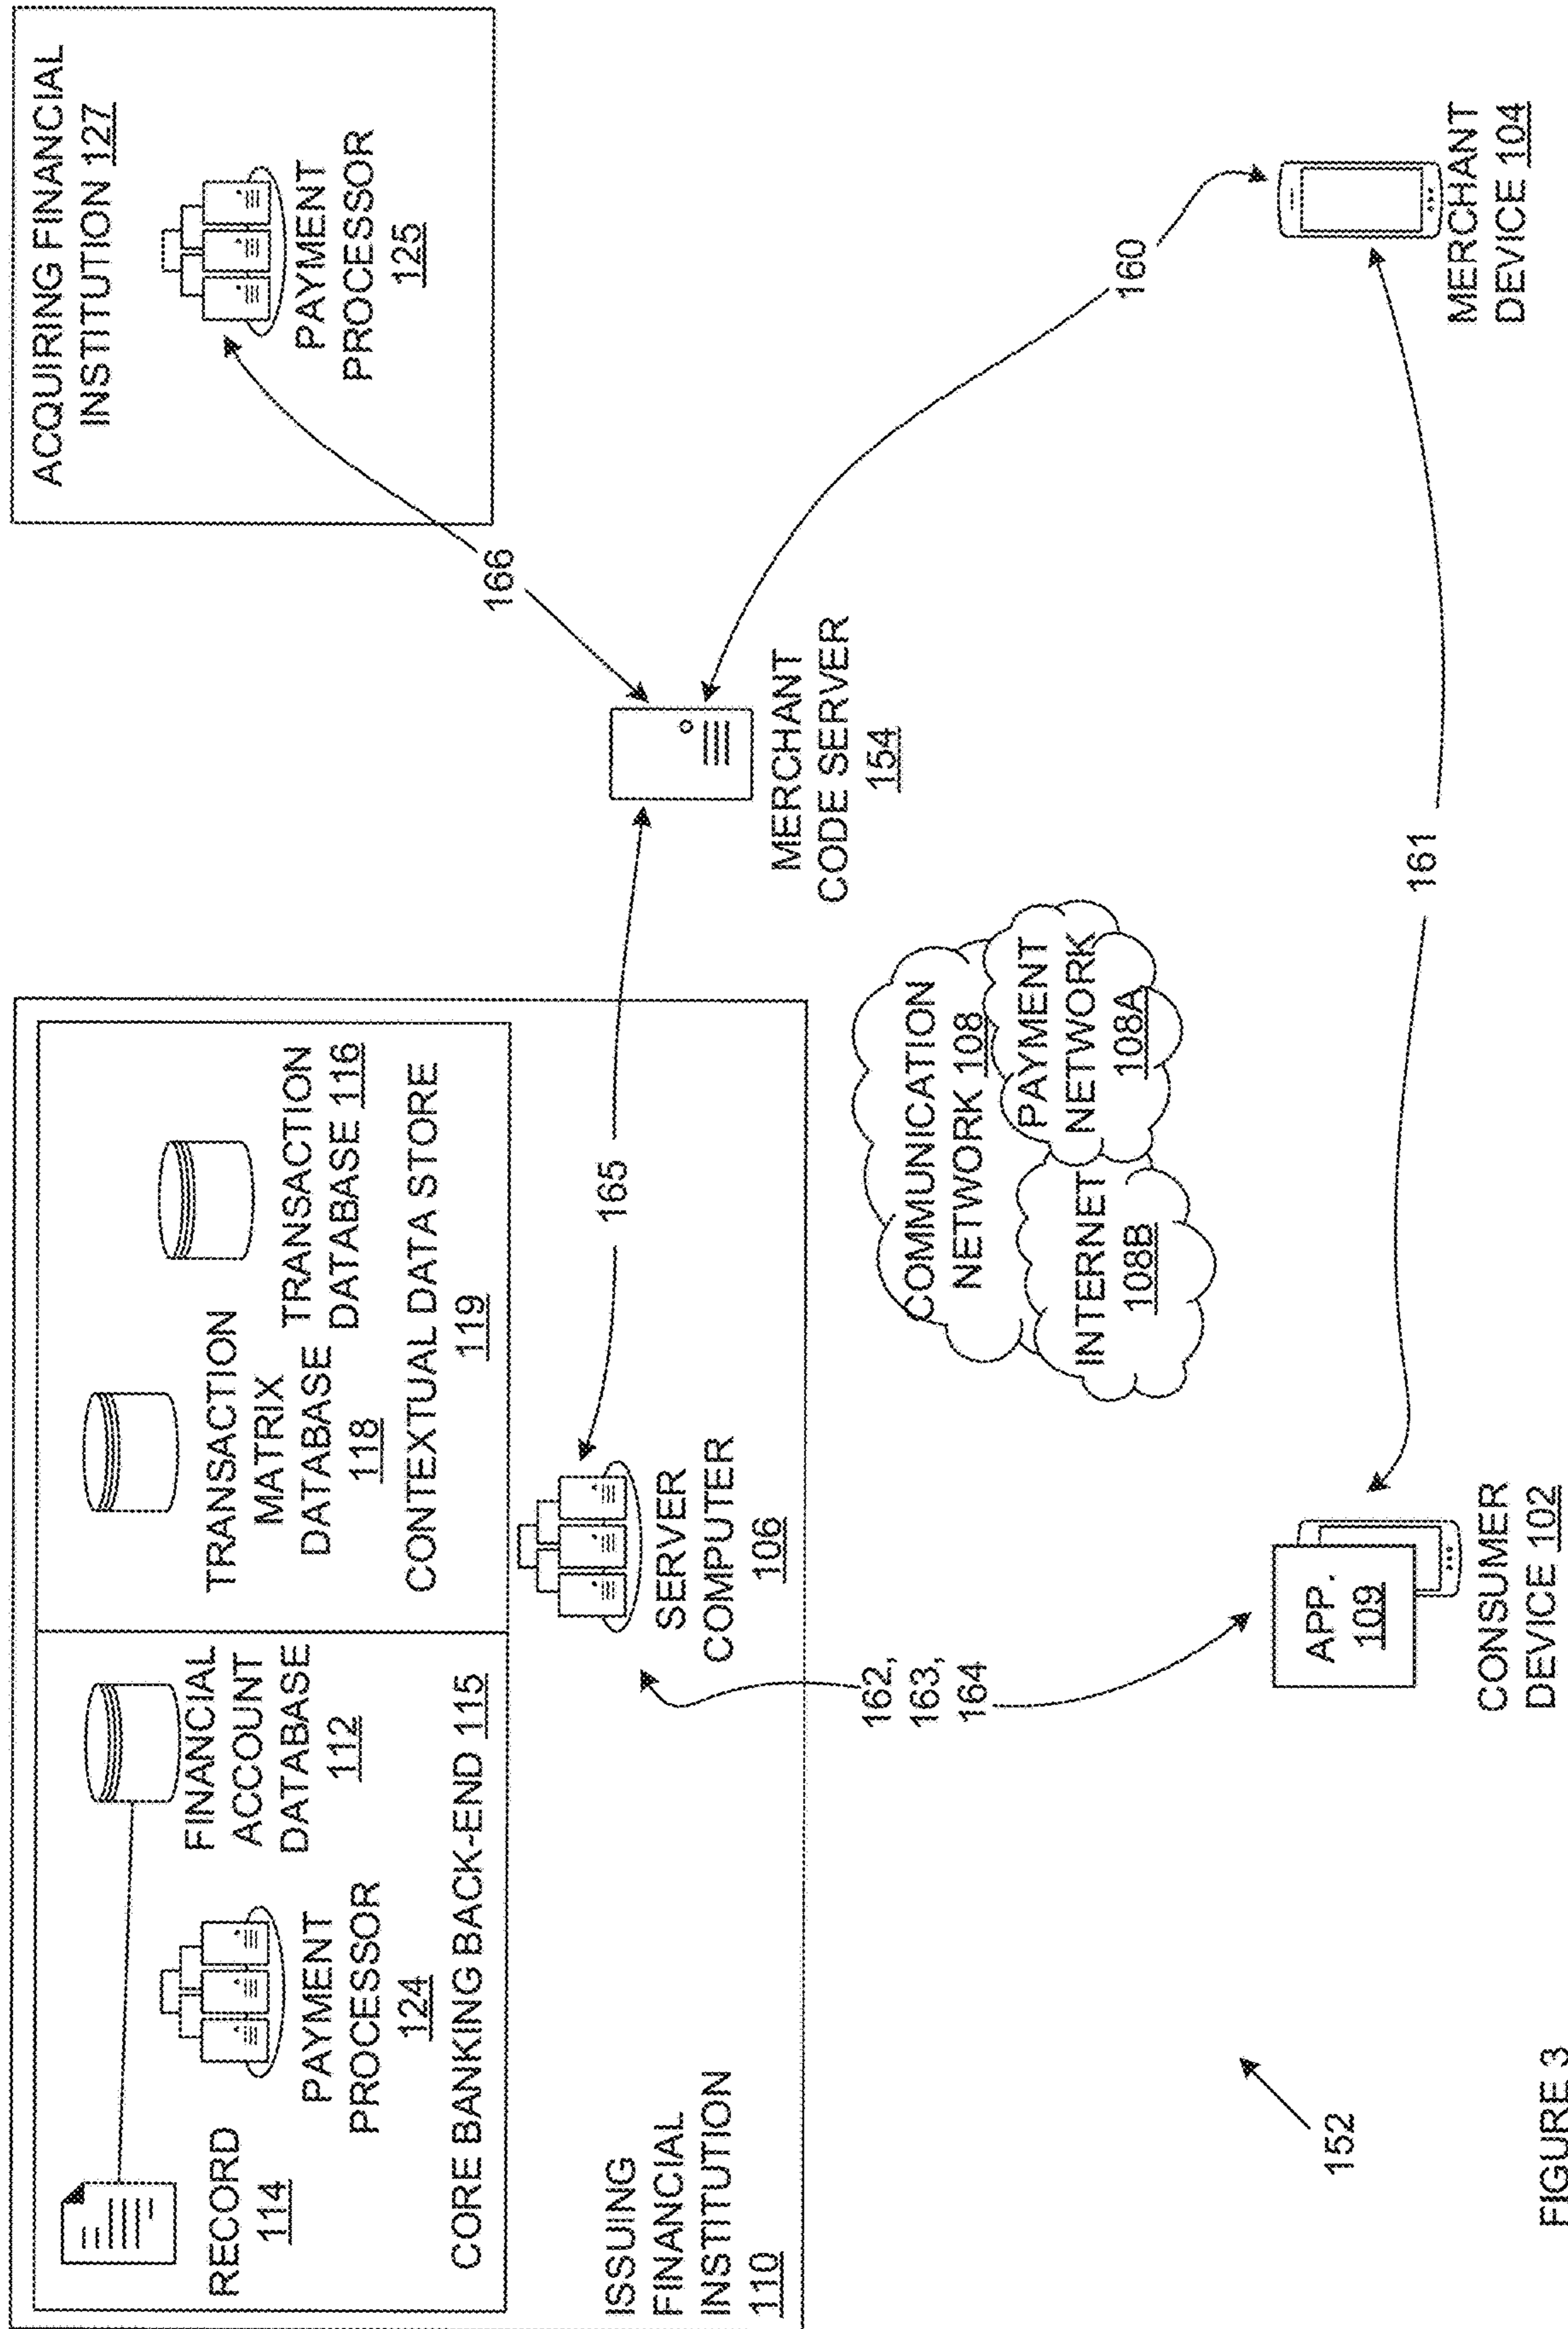 RECORD
114
PAYMENT
PROCESSOR
124
FINANCIAL
ACCOUNT
DATABASE
112
CORE BANKING BACK-END 115
TRANSACTION
MATRIX
DATABASE
118
TRANSACTION
DATABASE 116
CONTEXTUAL DATA STORE
119
ISSUING
FINANCIAL
INSTITUTION
110
SERVER
COMPUTER
106
165
166
ACQUIRING FINANCIAL
INSTITUTION 127
PAYMENT
PROCESSOR
125
MERCHANT
CODE SERVER
154
160
162,
163,
164
COMMUNICATION
NETWORK 108
PAYMENT
NETWORK
108A
INTERNET
108B
161
APP.
109
CONSUMER
DEVICE 102
MERCHANT
DEVICE 104
152
FIGURE 3